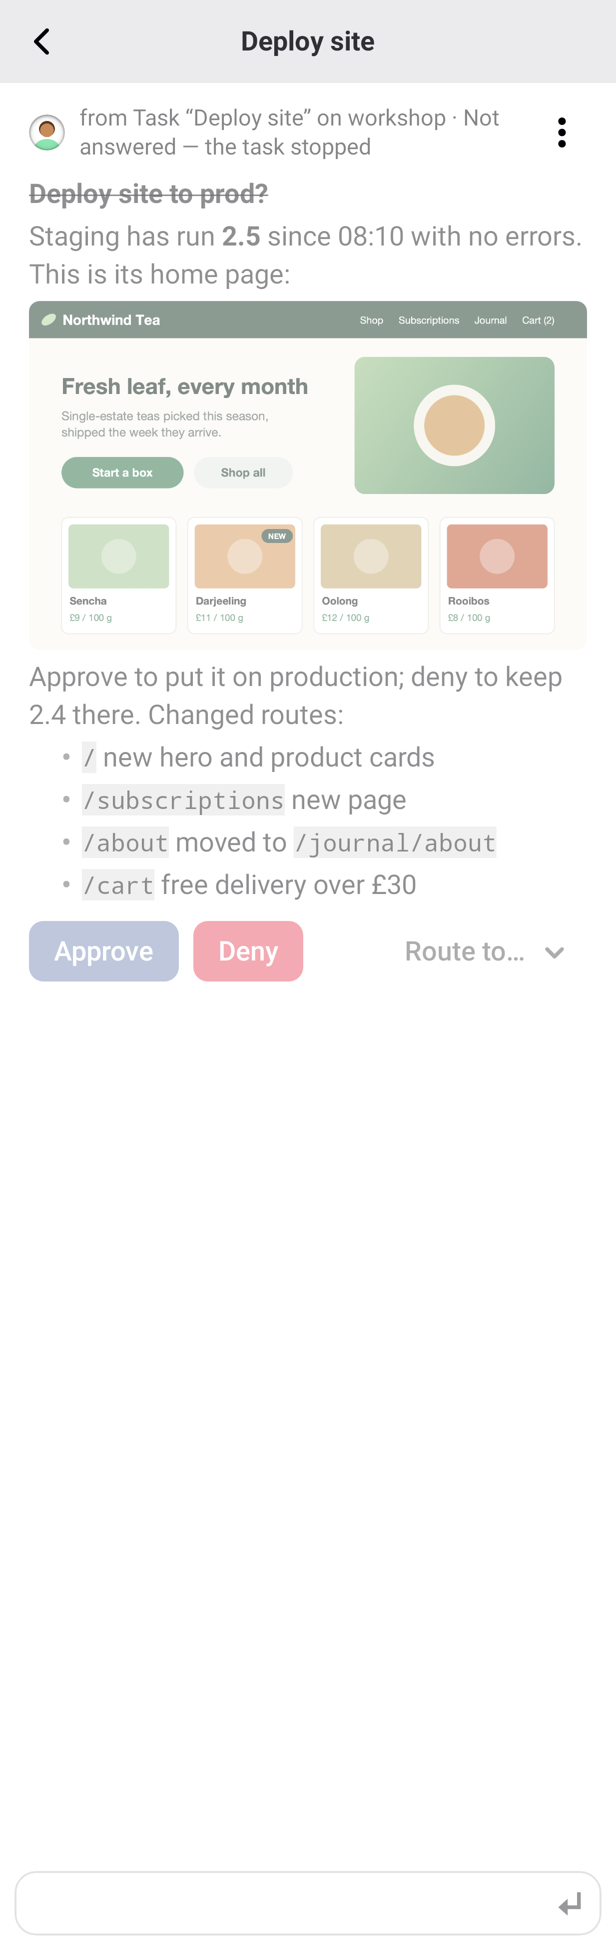 Deploy site
from Task “Deploy site” on workshop · Not
answered — the task stopped
Deploy site to prod?
Staging has run 2.5 since 08:10 with no errors.
This is its home page:
Northwind Tea
Shop Subscriptions Journal Cart (2)
Fresh leaf, every month
Single-estate teas picked this season,
shipped the week they arrive.
Start a box
Shop all
NEW
Sencha
£9 / 100 g
Darjeeling
£11 / 100 g
Oolong
£12 / 100 g
Rooibos
£8 / 100 g
Approve to put it on production; deny to keep
2.4 there. Changed routes:
• / new hero and product cards
• /subscriptions new page
• /about moved to /journal/about
• /cart free delivery over £30
Approve
Deny
Route to...